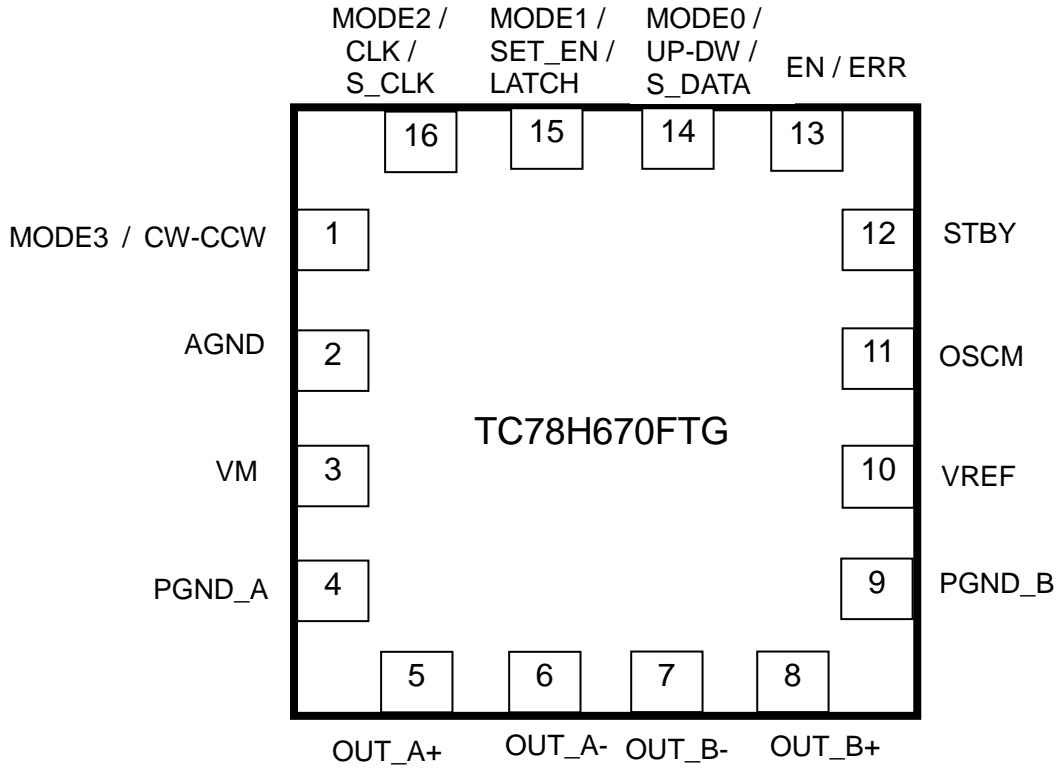 MODE2 /
CLK /
S_CLK
MODE1 /
SET_EN /
LATCH
MODE0 /
UP-DW /
S_DATA
EN / ERR
16
15
14
13
MODE3 / CW-CCW
1
12
STBY
AGND
2
11
OSCM
TC78H670FTG
VM
3
10
VREF
PGND_A
4
9
PGND_B
5
6
7
8
OUT_A+
OUT_A-
OUT_B-
OUT_B+